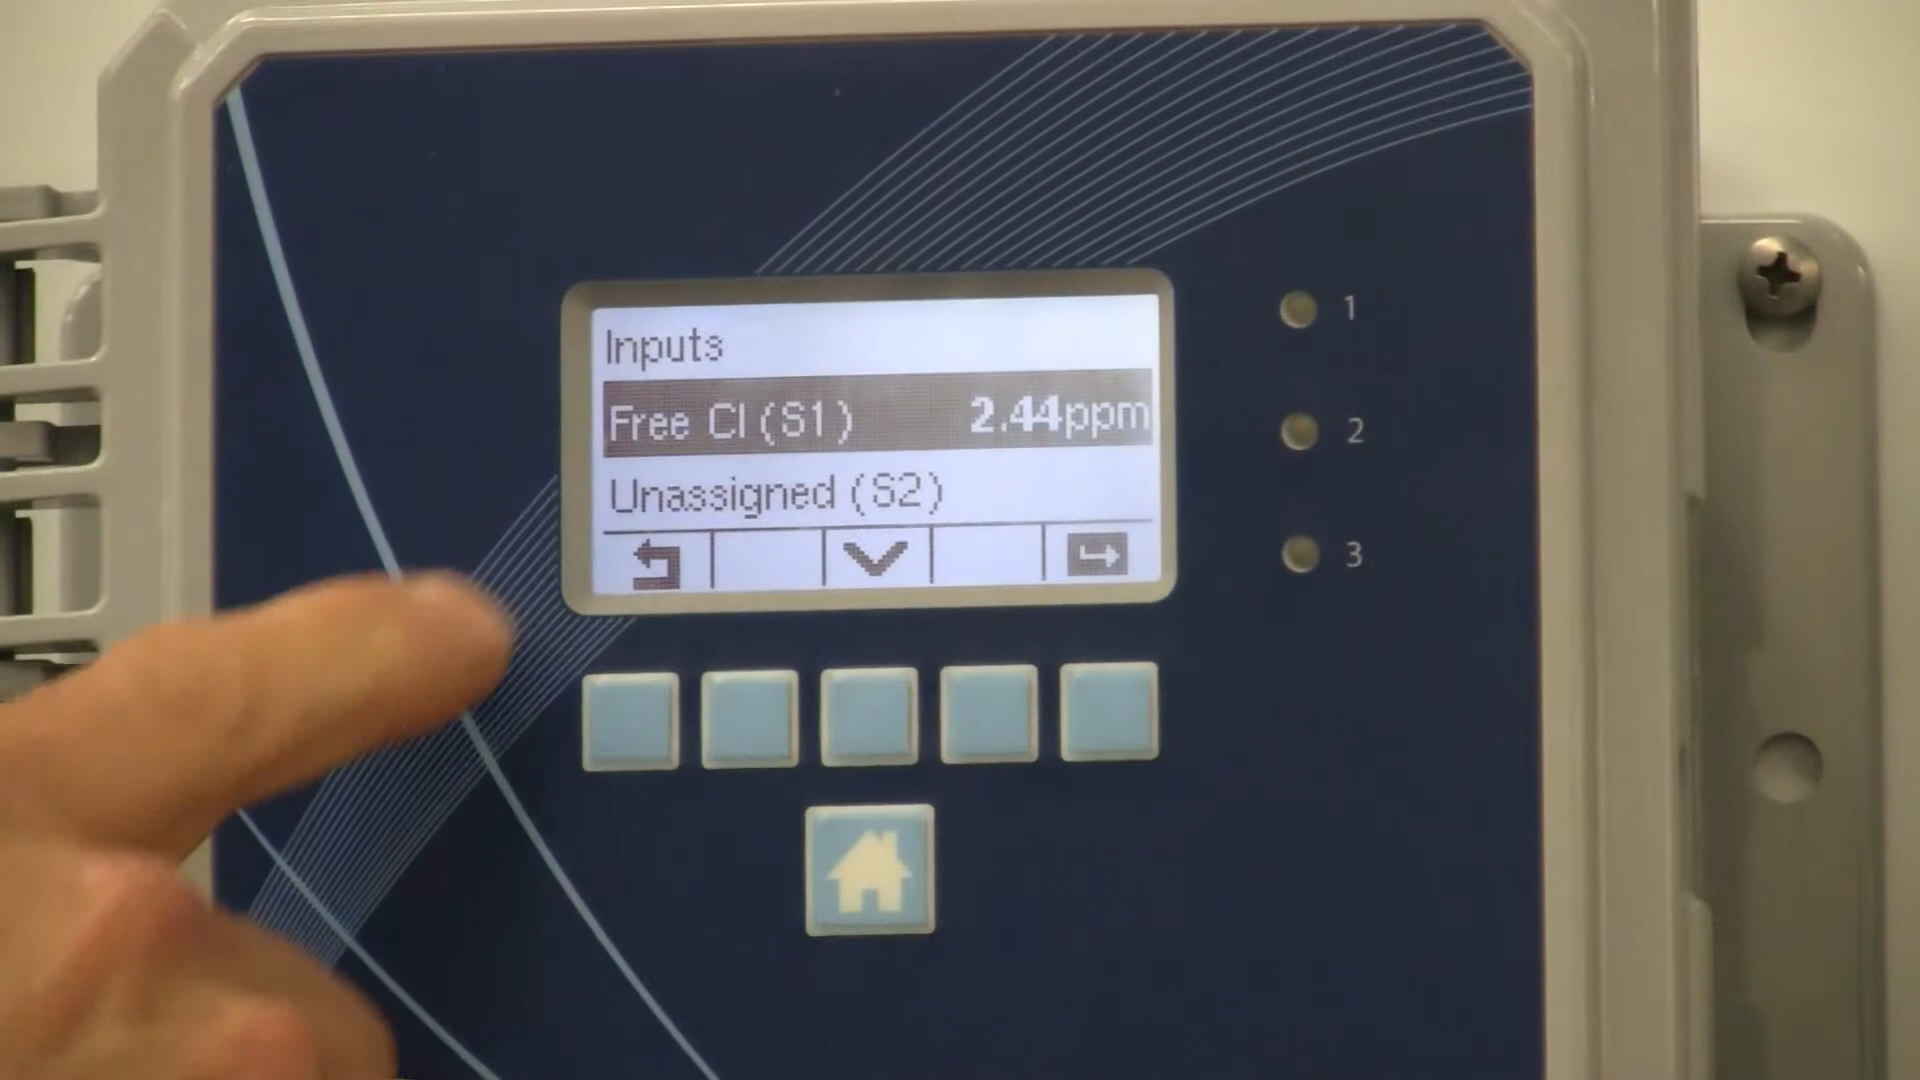 Inputs
Free Cl (S1) 2.44ppm
Unassigned (S2)
1
2
3